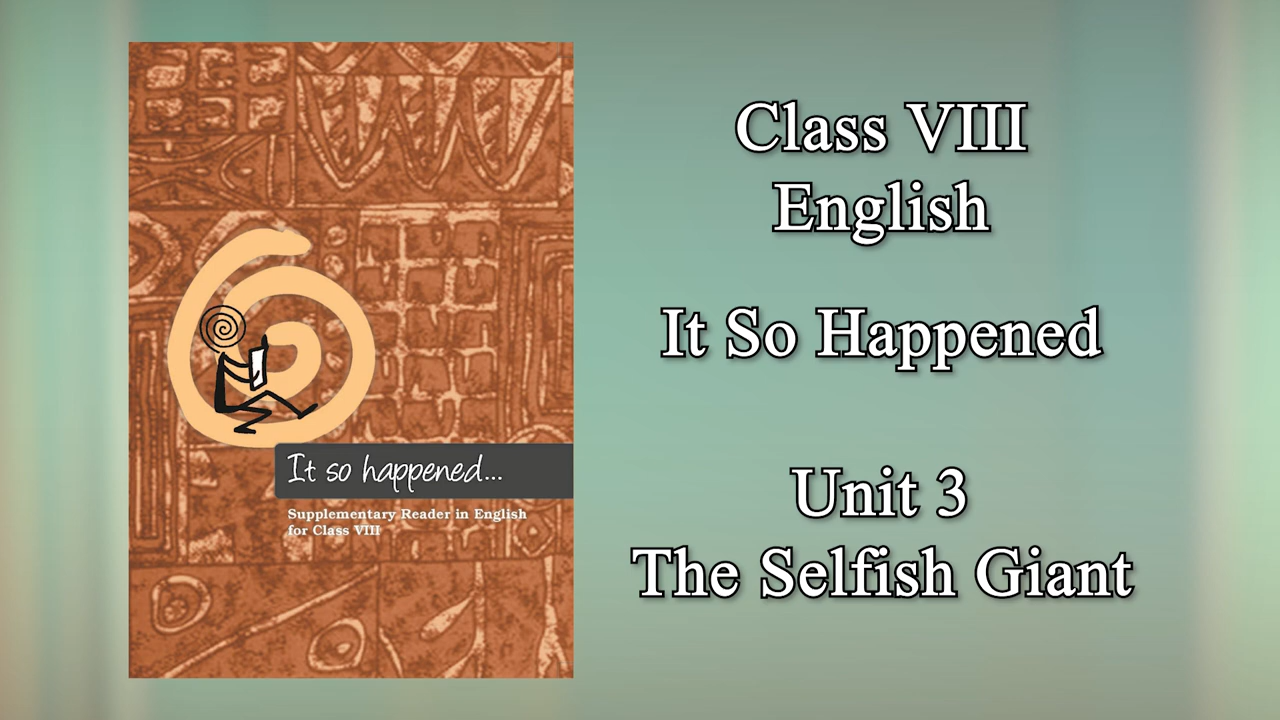 It so happened...
Supplementary Reader in English
for Class VIII
Class VIII
English
It So Happened
Unit 3
The Selfish Giant